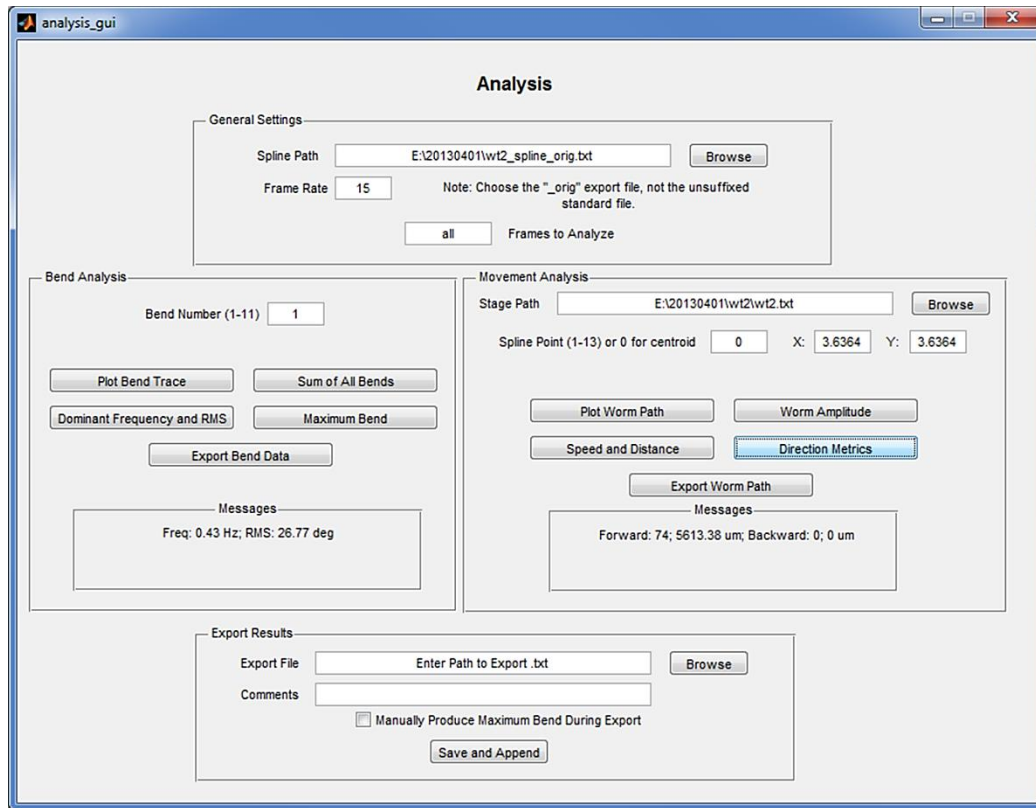 analysis_gui
Analysis
General Settings
Spline Path E:\20130401\wt2_spline_orig.txt Browse
Frame Rate 15 Note: Choose the "_orig" export file, not the unsuffixed
standard file.
all Frames to Analyze
Bend Analysis
Bend Number (1-11) 1
Plot Bend Trace Sum of All Bends
Dominant Frequency and RMS Maximum Bend
Export Bend Data
Messages
Freq: 0.43 Hz; RMS: 26.77 deg
Movement Analysis
Stage Path E:\20130401\wt2\wt2.txt Browse
Spline Point (1-13) or 0 for centroid 0 X: 3.6364 Y: 3.6364
Plot Worm Path Worm Amplitude
Speed and Distance Direction Metrics
Export Worm Path
Messages
Forward: 74; 5613.38 um; Backward: 0; 0 um
Export Results
Export File Enter Path to Export .txt Browse
Comments
Manually Produce Maximum Bend During Export
Save and Append